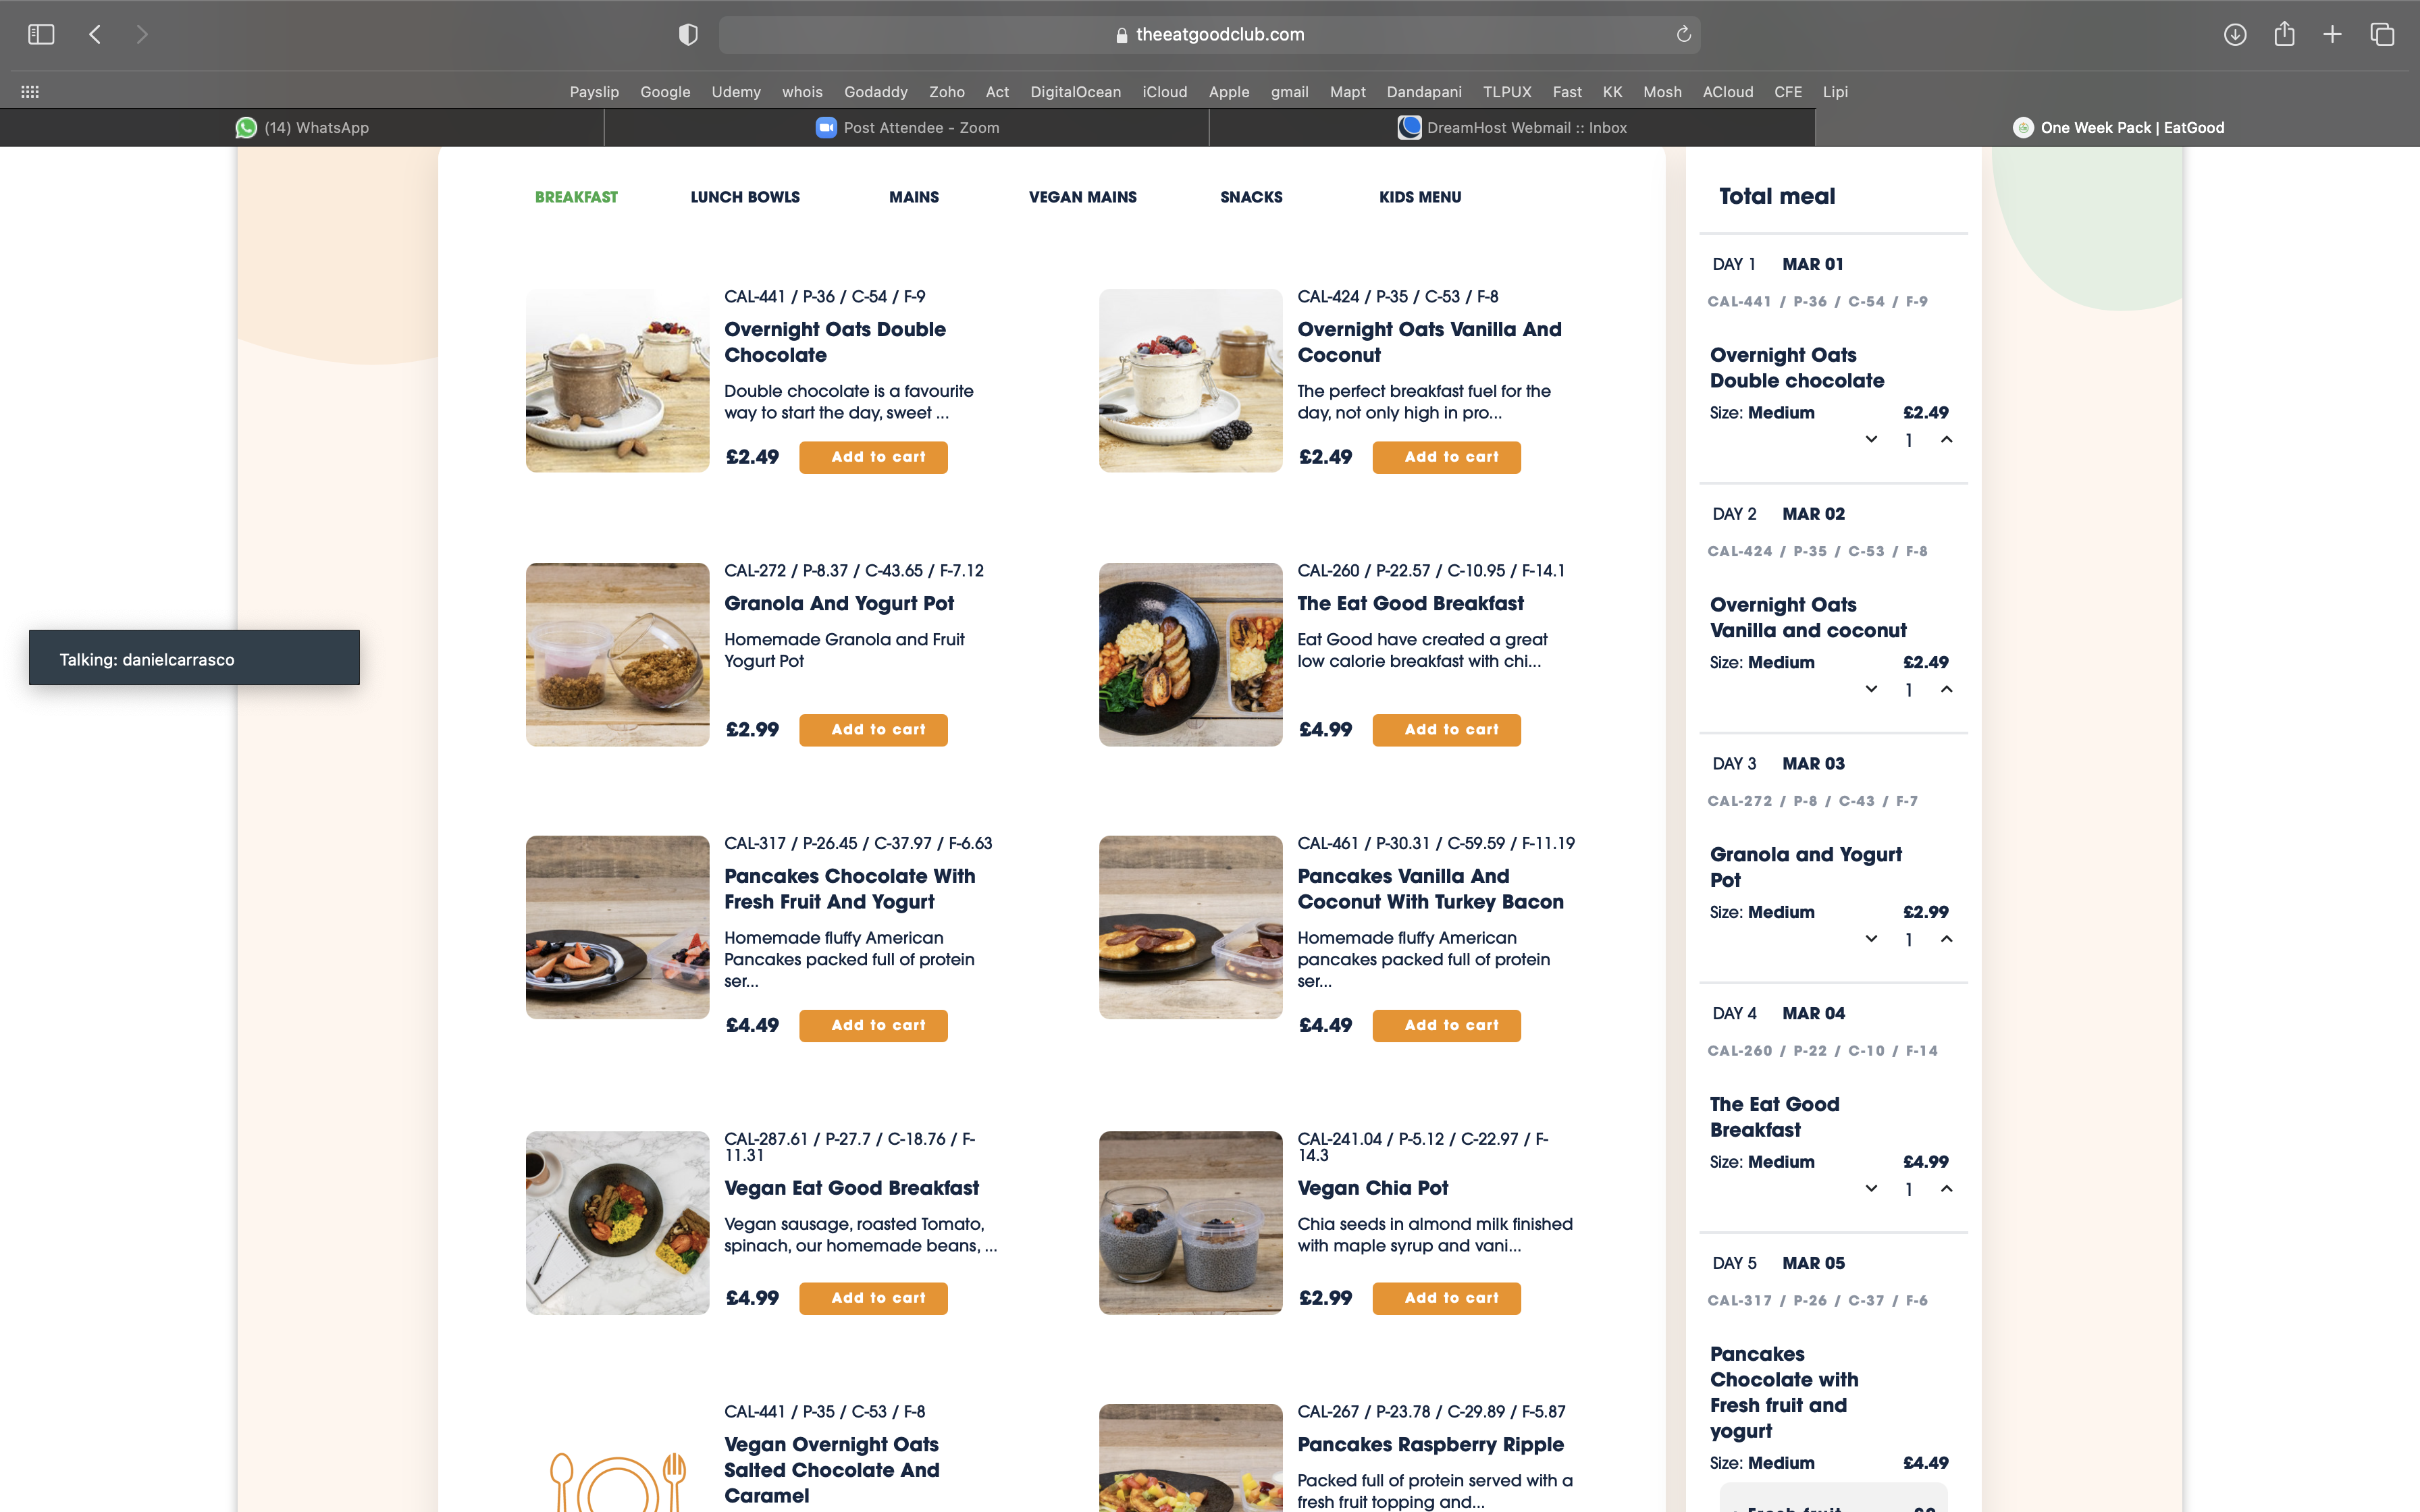 theeatgoodclub.com
Payslip Google Udemy whois Godaddy Zoho Act DigitalOcean iCloud Apple gmail Mapt Dandapani TLPUX Fast KK Mosh ACloud CFE Lipi
(14) WhatsApp
Post Attendee - Zoom
DreamHost Webmail :: Inbox
One Week Pack | EatGood
BREAKFAST LUNCH BOWLS MAINS VEGAN MAINS SNACKS KIDS MENU
CAL-441 / P-36 / C-54 / F-9
Overnight Oats Double
Chocolate
Double chocolate is a favourite
way to start the day, sweet ...
£2.49 Add to cart
CAL-424 / P-35 / C-53 / F-8
Overnight Oats Vanilla And
Coconut
The perfect breakfast fuel for the
day, not only high in pro...
£2.49 Add to cart
CAL-272 / P-8.37 / C-43.65 / F-7.12
Granola And Yogurt Pot
Homemade Granola and Fruit
Yogurt Pot
£2.99 Add to cart
CAL-260 / P-22.57 / C-10.95 / F-14.1
The Eat Good Breakfast
Eat Good have created a great
low calorie breakfast with chi...
£4.99 Add to cart
CAL-317 / P-26.45 / C-37.97 / F-6.63
Pancakes Chocolate With
Fresh Fruit And Yogurt
Homemade fluffy American
Pancakes packed full of protein
ser...
£4.49 Add to cart
CAL-461 / P-30.31 / C-59.59 / F-11.19
Pancakes Vanilla And
Coconut With Turkey Bacon
Homemade fluffy American
pancakes packed full of protein
ser...
£4.49 Add to cart
CAL-287.61 / P-27.7 / C-18.76 / F-
11.31
Vegan Eat Good Breakfast
Vegan sausage, roasted Tomato,
spinach, our homemade beans, ...
£4.99 Add to cart
CAL-241.04 / P-5.12 / C-22.97 / F-
14.3
Vegan Chia Pot
Chia seeds in almond milk finished
with maple syrup and vani...
£2.99 Add to cart
CAL-441 / P-35 / C-53 / F-8
Vegan Overnight Oats
Salted Chocolate And
Caramel
CAL-267 / P-23.78 / C-29.89 / F-5.87
Pancakes Raspberry Ripple
Packed full of protein served with a
fresh fruit topping and...
Talking: danielcarrasco
Total meal
DAY 1 MAR 01
CAL-441 / P-36 / C-54 / F-9
Overnight Oats
Double chocolate
Size: Medium £2.49
1
DAY 2 MAR 02
CAL-424 / P-35 / C-53 / F-8
Overnight Oats
Vanilla and coconut
Size: Medium £2.49
1
DAY 3 MAR 03
CAL-272 / P-8 / C-43 / F-7
Granola and Yogurt
Pot
Size: Medium £2.99
1
DAY 4 MAR 04
CAL-260 / P-22 / C-10 / F-14
The Eat Good
Breakfast
Size: Medium £4.99
1
DAY 5 MAR 05
CAL-317 / P-26 / C-37 / F-6
Pancakes
Chocolate with
Fresh fruit and
yogurt
Size: Medium £4.49